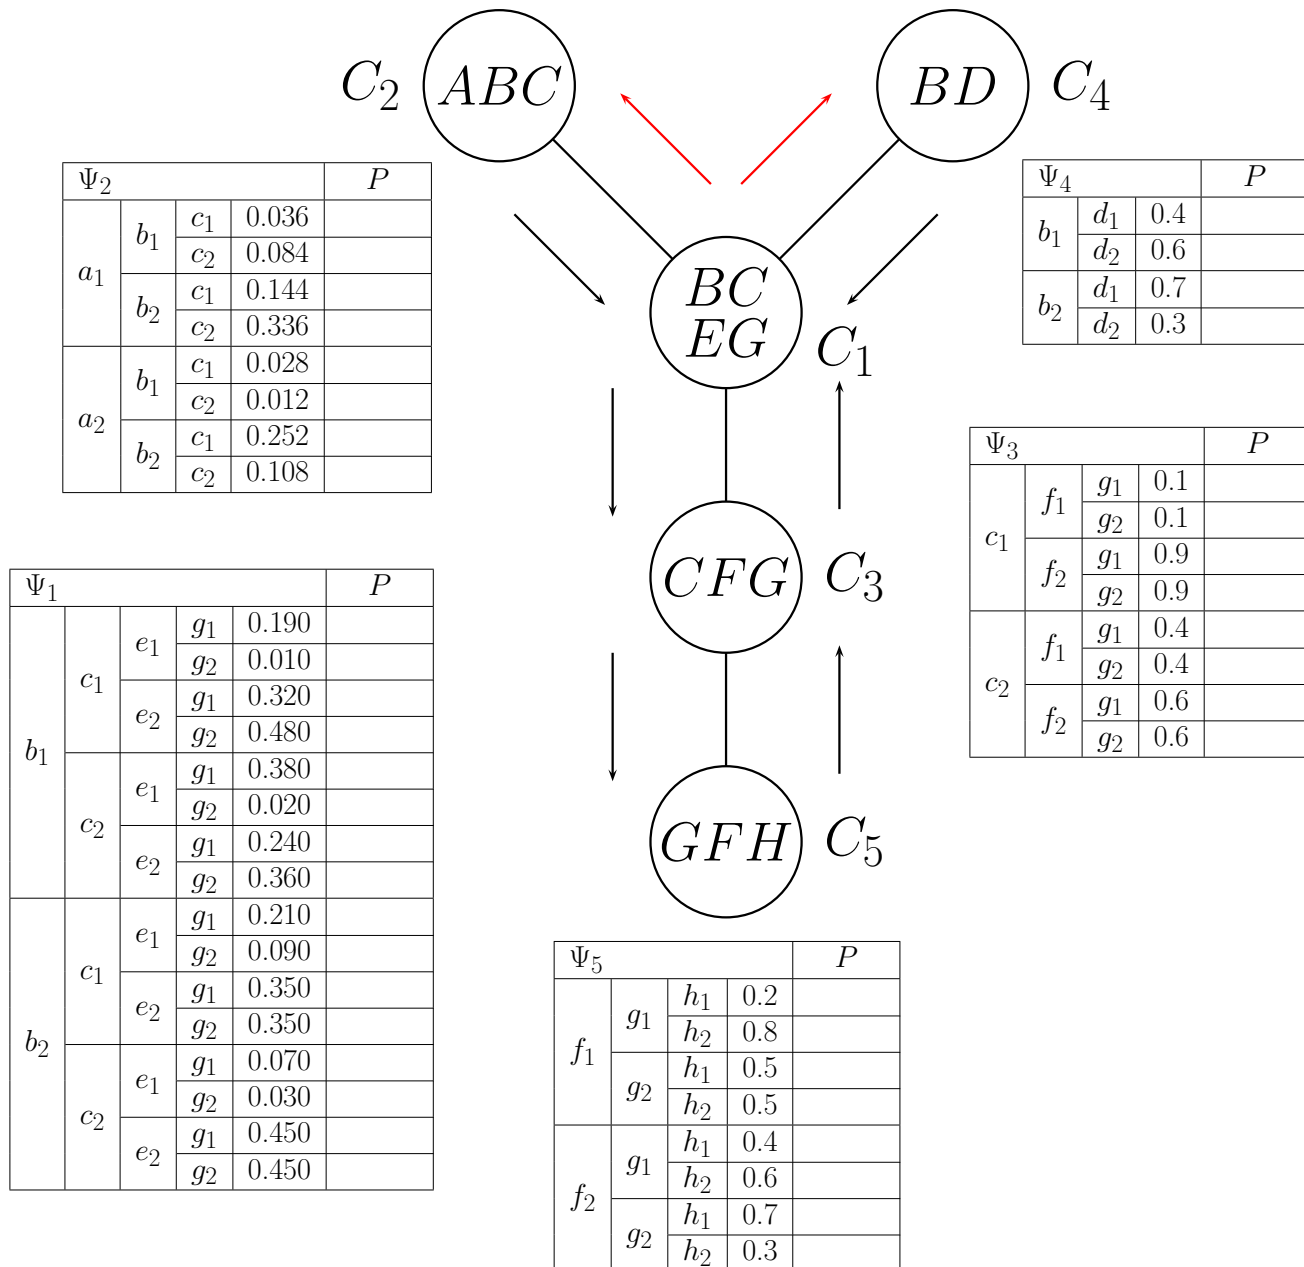 C₂ ABC BD C₄
Ψ₂ P
a₁ b₁ c₁ 0.036
c₂ 0.084
b₂ c₁ 0.144
c₂ 0.336
a₂ b₁ c₁ 0.028
c₂ 0.012
b₂ c₁ 0.252
c₂ 0.108
Ψ₄ P
b₁ d₁ 0.4
d₂ 0.6
b₂ d₁ 0.7
d₂ 0.3
BC
EG
C₁
Ψ₃ P
c₁ f₁ g₁ 0.1
g₂ 0.1
f₂ g₁ 0.9
g₂ 0.9
c₂ f₁ g₁ 0.4
g₂ 0.4
f₂ g₁ 0.6
g₂ 0.6
CFG C₃
Ψ₁ P
b₁ c₁ e₁ g₁ 0.190
g₂ 0.010
e₂ g₁ 0.320
g₂ 0.480
c₂ e₁ g₁ 0.380
g₂ 0.020
e₂ g₁ 0.240
g₂ 0.360
b₂ c₁ e₁ g₁ 0.210
g₂ 0.090
e₂ g₁ 0.350
g₂ 0.350
c₂ e₁ g₁ 0.070
g₂ 0.030
e₂ g₁ 0.450
g₂ 0.450
GFH C₅
Ψ₅ P
f₁ g₁ h₁ 0.2
h₂ 0.8
g₂ h₁ 0.5
h₂ 0.5
f₂ g₁ h₁ 0.4
h₂ 0.6
g₂ h₁ 0.7
h₂ 0.3